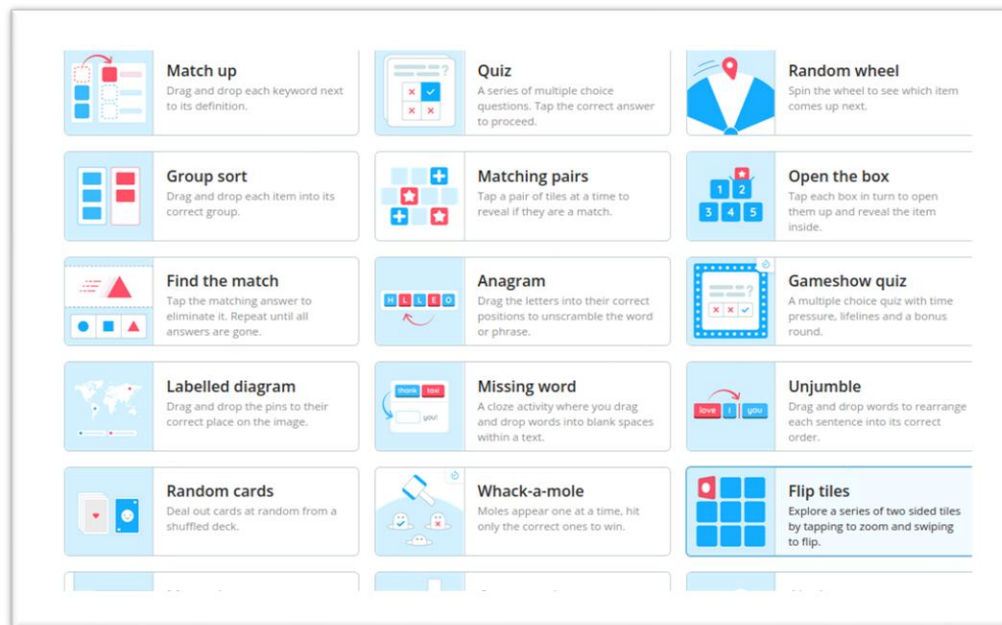 Match up
Drag and drop each keyword next
to its definition.
Quiz
A series of multiple choice
questions. Tap the correct answer
to proceed.
Random wheel
Spin the wheel to see which item
comes up next.
Group sort
Drag and drop each item into its
correct group.
Matching pairs
Tap a pair of tiles at a time to
reveal if they are a match.
1 2
3 4 5
Open the box
Tap each box in turn to open
them up and reveal the item
inside.
Find the match
Tap the matching answer to
eliminate it. Repeat until all
answers are gone.
H L L E O
Anagram
Drag the letters into their correct
positions to unscramble the word
or phrase.
Gameshow quiz
A multiple choice quiz with time
pressure, lifelines and a bonus
round.
Labelled diagram
Drag and drop the pins to their
correct place on the image.
thank taxi
you!
Missing word
A cloze activity where you drag
and drop words into blank spaces
within a text.
love I you
Unjumble
Drag and drop words to rearrange
each sentence into its correct
order.
Random cards
Deal out cards at random from a
shuffled deck.
Whack-a-mole
Moles appear one at a time, hit
only the correct ones to win.
Flip tiles
Explore a series of two sided tiles
by tapping to zoom and swiping
to flip.